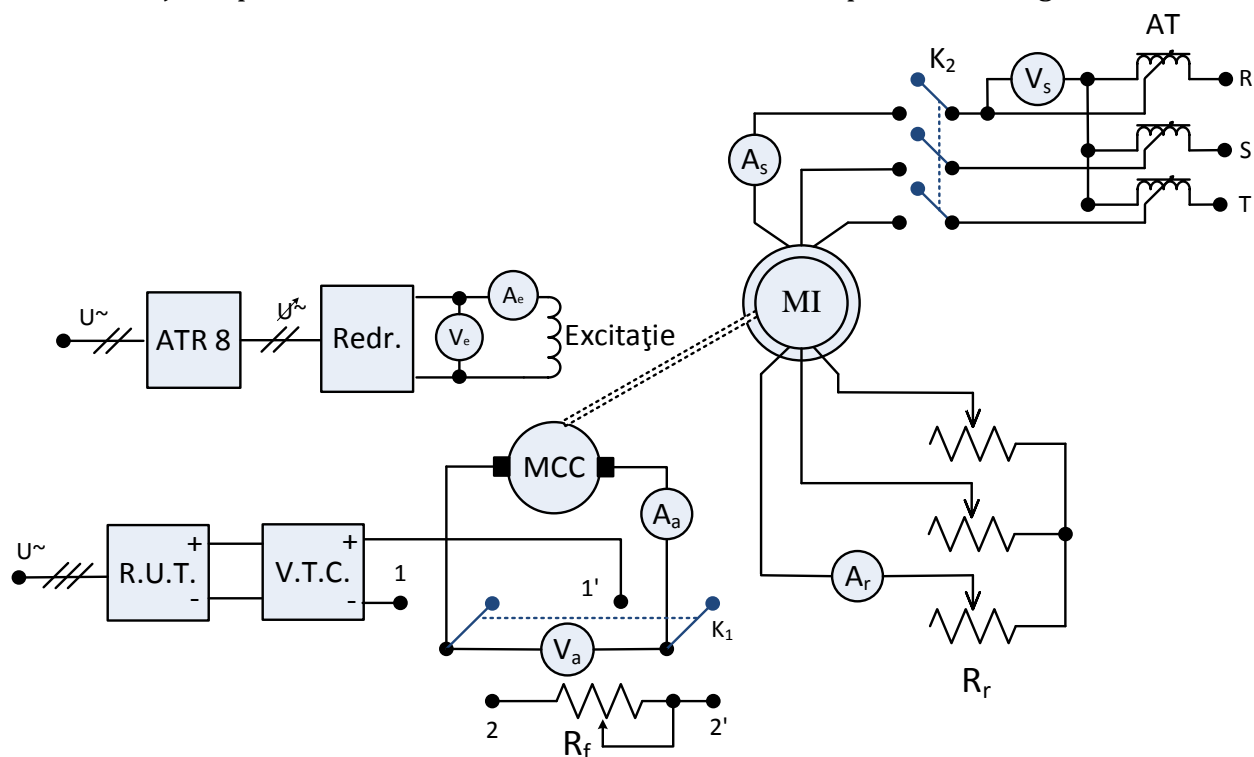 AT
K₂
Vₛ
R
Aₛ
S
T
MI
U~
ATR 8
U~
Redr.
Aₑ
Vₑ
Excitaţie
MCC
Aₐ
U~
R.U.T.
+
-
V.T.C.
+
-
1
1'
K₁
Vₐ
Aᵣ
Rᵣ
2
R_f
2'